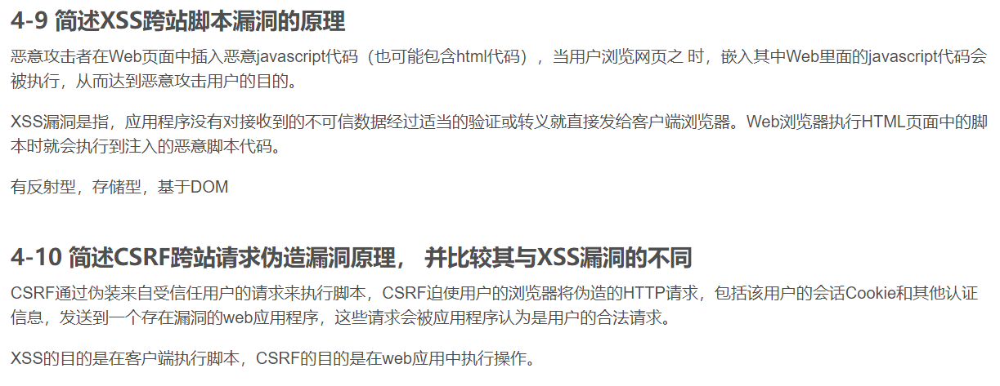 4-9 简述XSS跨站脚本漏洞的原理
恶意攻击者在Web页面中插入恶意javascript代码（也可能包含html代码），当用户浏览网页之 时，嵌入其中Web里面的javascript代码会
被执行，从而达到恶意攻击用户的目的。
XSS漏洞是指，应用程序没有对接收到的不可信数据经过适当的验证或转义就直接发给客户端浏览器。Web浏览器执行HTML页面中的脚
本时就会执行到注入的恶意脚本代码。
有反射型，存储型，基于DOM
4-10 简述CSRF跨站请求伪造漏洞原理， 并比较其与XSS漏洞的不同
CSRF通过伪装来自受信任用户的请求来执行脚本，CSRF迫使用户的浏览器将伪造的HTTP请求，包括该用户的会话Cookie和其他认证
信息，发送到一个存在漏洞的web应用程序，这些请求会被应用程序认为是用户的合法请求。
XSS的目的是在客户端执行脚本，CSRF的目的是在web应用中执行操作。